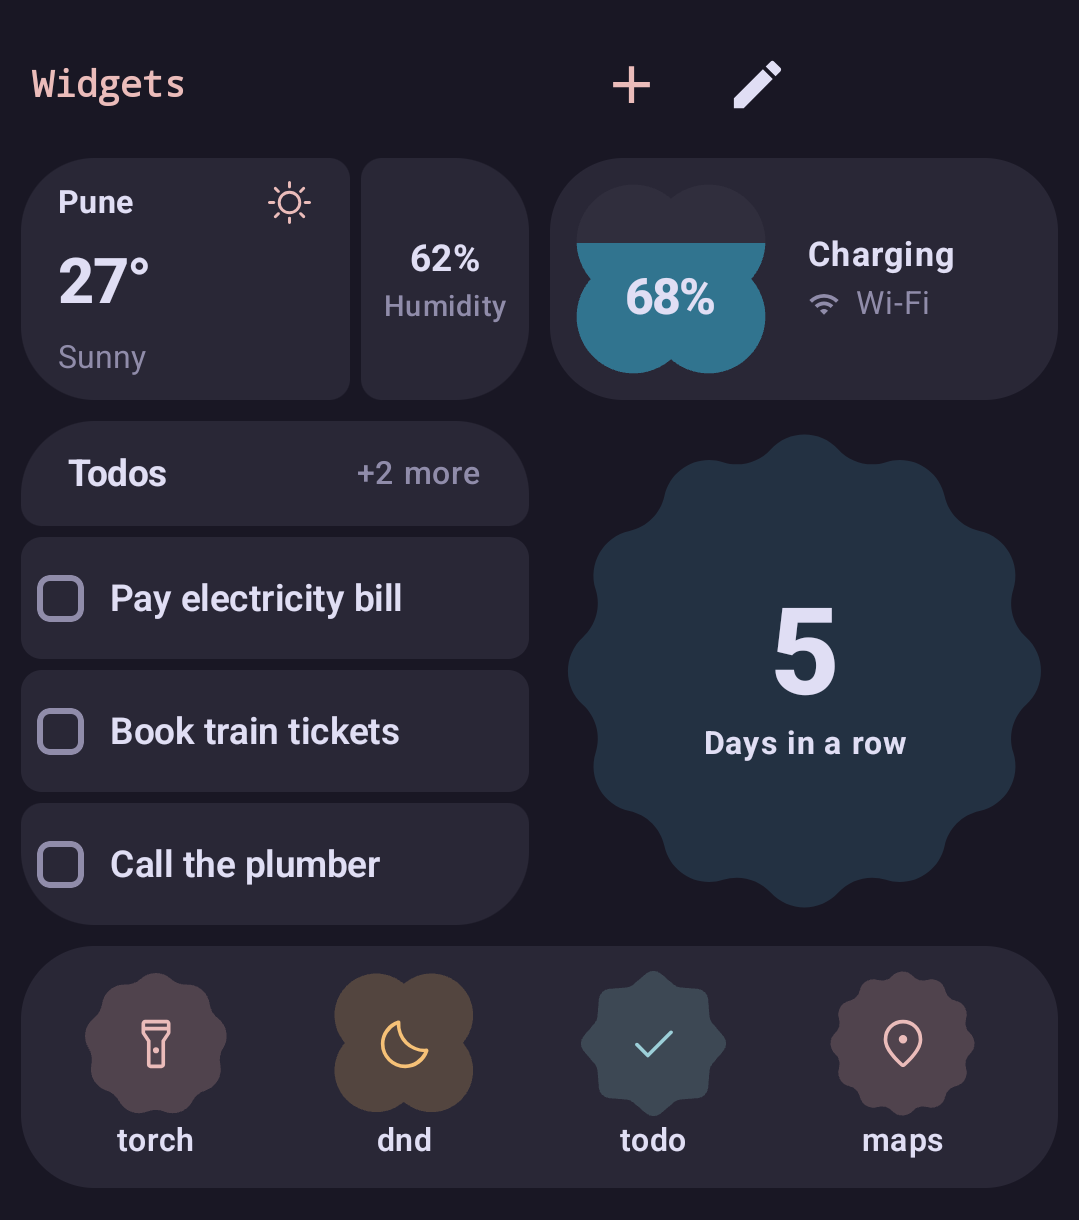 Widgets
Pune
27°
Sunny
62%
Humidity
68%
Charging
Wi-Fi
Todos
+2 more
Pay electricity bill
Book train tickets
Call the plumber
5
Days in a row
torch
dnd
todo
maps